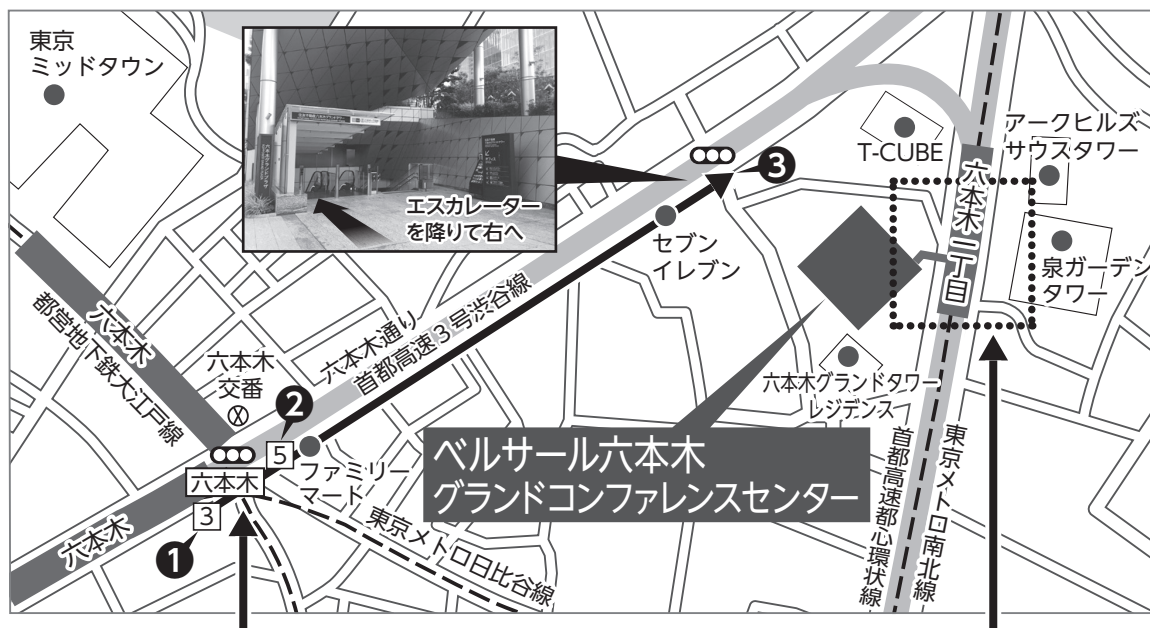 東京
ミッドタウン
エスカレーター
を降りて右へ
3
セブン
イレブン
T-CUBE
アークヒルズ
サウスタワー
六本木一丁目
泉ガーデン
タワー
六本木
都営地下鉄大江戸線
六本木
交番
六本木通り
首都高速3号渋谷線
2
5
ファミリー
マート
六本木
3
1
六本木
東京メトロ日比谷線
六本木グランドタワー
レジデンス
ベルサール六本木
グランドコンファレンスセンター
首都高速都心環状線
東京メトロ南北線